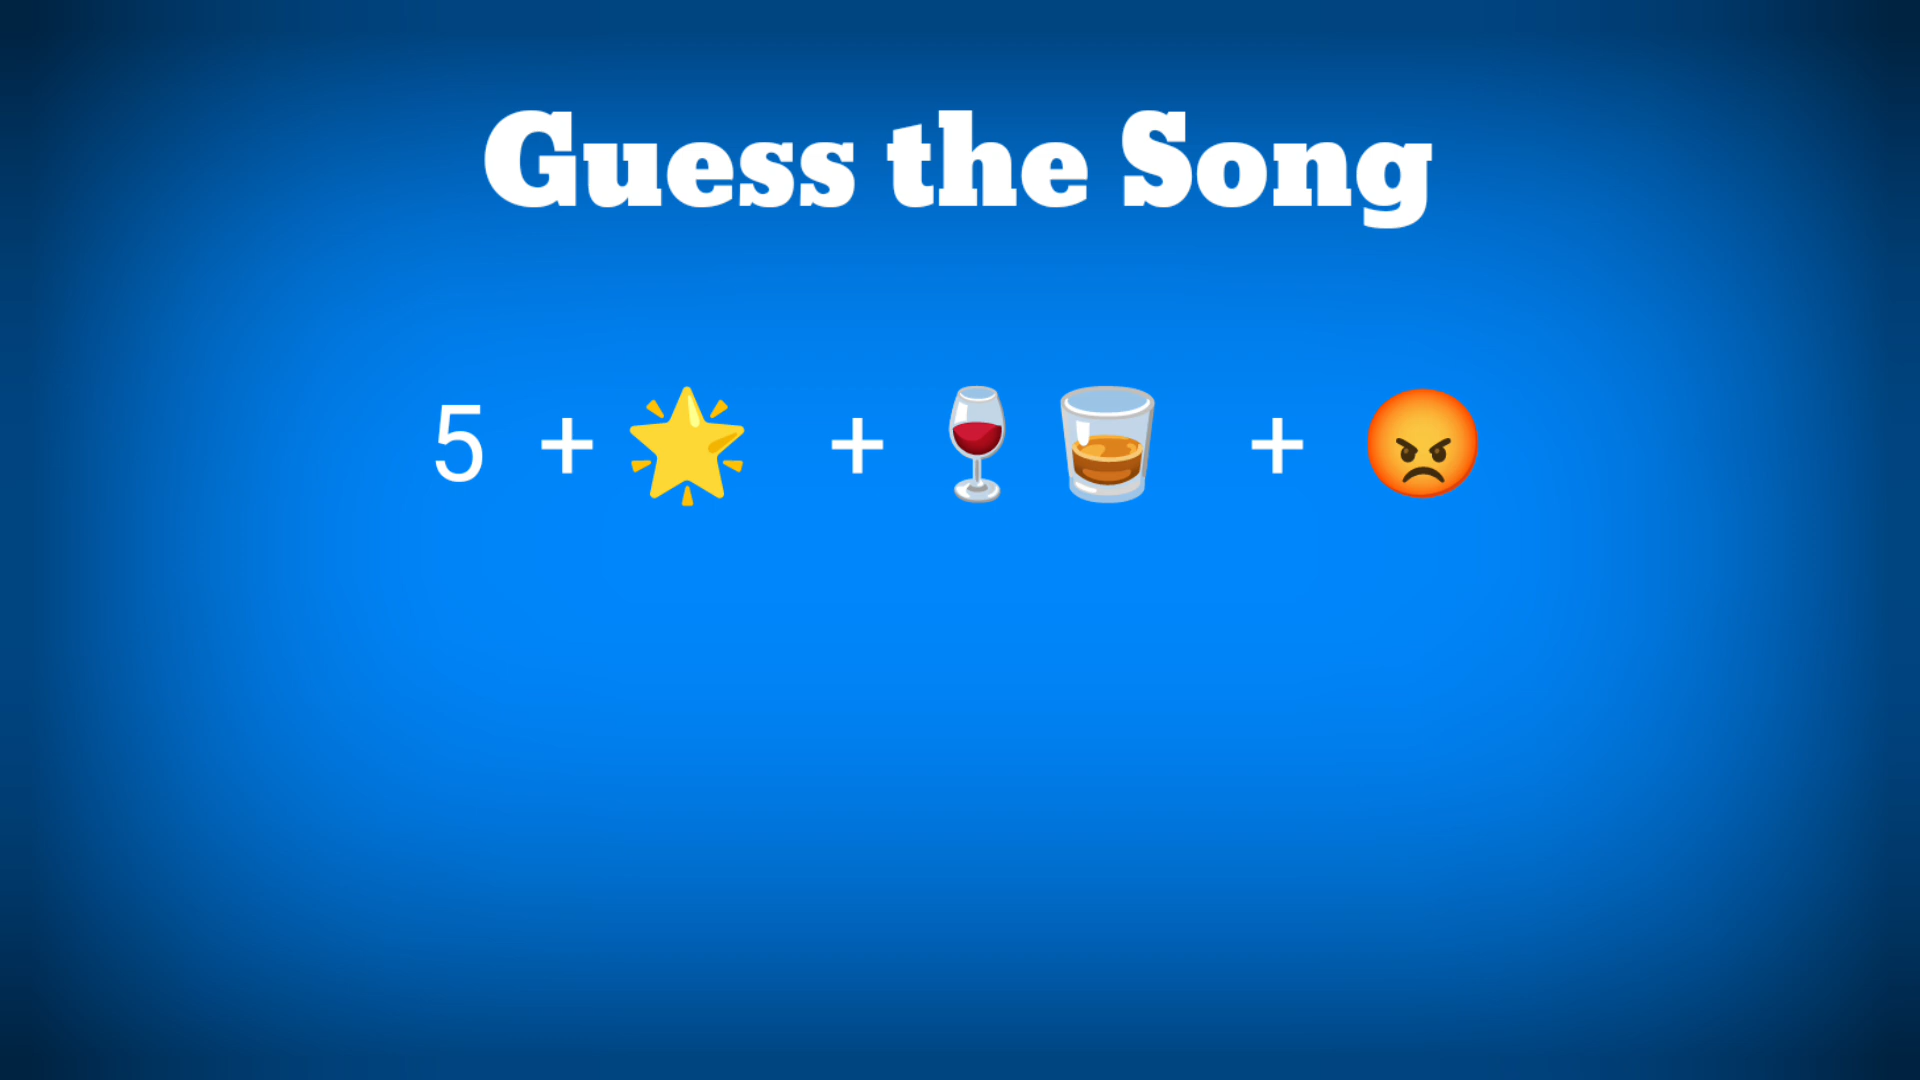 Guess the Song
5 + 🌟 + 🍷🥃 + 😡